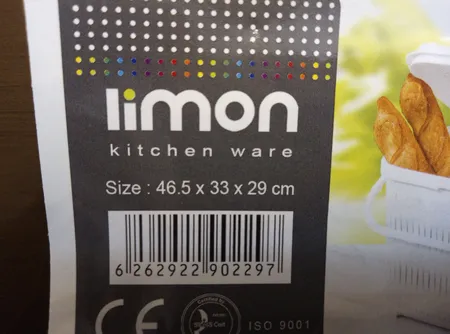 limon
kitchen ware
Size : 46.5 x 33 x 29 cm
6 262922 902297
CE
ISO 9001